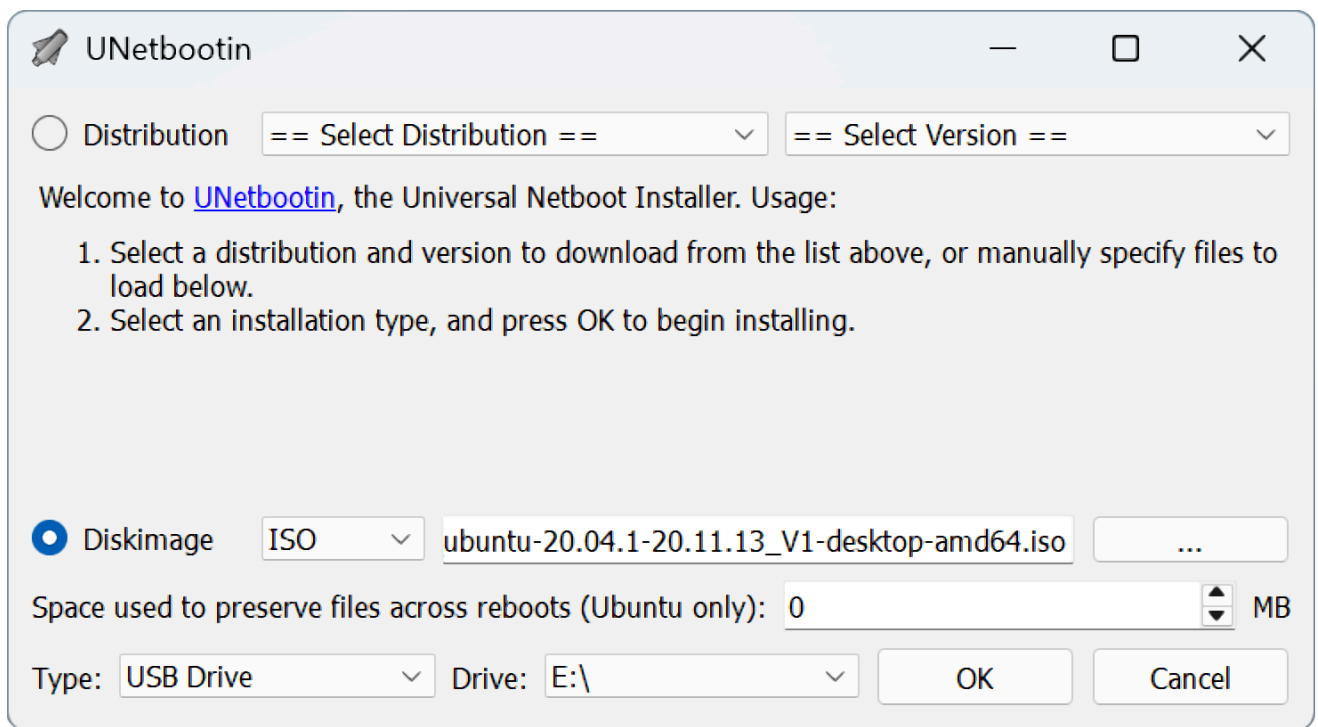 UNetbootin
Distribution == Select Distribution == == Select Version ==
Welcome to UNetbootin, the Universal Netboot Installer. Usage:
1. Select a distribution and version to download from the list above, or manually specify files to
load below.
2. Select an installation type, and press OK to begin installing.
Diskimage ISO ubuntu-20.04.1-20.11.13_V1-desktop-amd64.iso ...
Space used to preserve files across reboots (Ubuntu only): 0 MB
Type: USB Drive Drive: E:\ OK Cancel